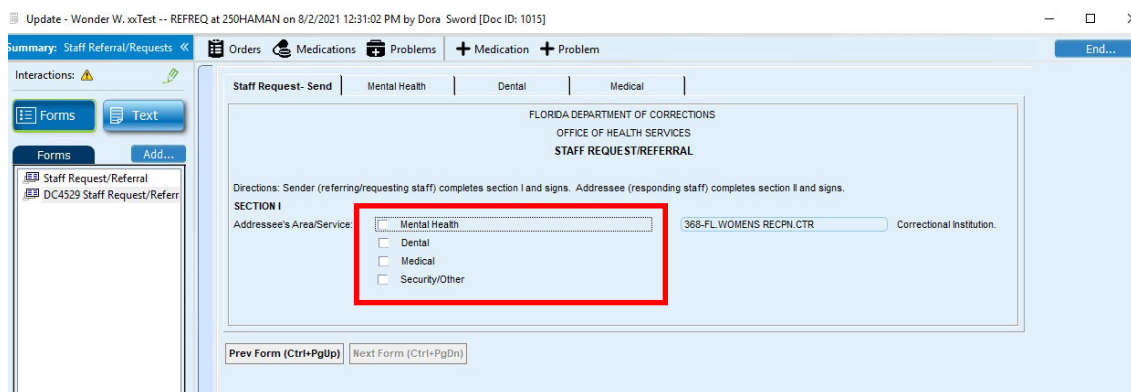 Update - Wonder W. xxTest -- REFREQ at 250HAMAN on 8/2/2021 12:31:02 PM by Dora Sword [Doc ID: 1015]
Summary: Staff Referral/Requests «
Orders Medications Problems + Medication + Problem End...
Interactions:
Forms Text
Forms Add...
Staff Request/Referral
DC4529 Staff Request/Referr
Staff Request- Send Mental Health Dental Medical
FLORIDA DEPARTMENT OF CORRECTIONS
OFFICE OF HEALTH SERVICES
STAFF REQUEST/REFERRAL
Directions: Sender (referring/requesting staff) completes section I and signs. Addressee (responding staff) completes section II and signs.
SECTION I
Addressee's Area/Service: Mental Health 368-FL.WOMENS RECPN.CTR Correctional Institution.
Dental
Medical
Security/Other
Prev Form (Ctrl+PgUp) Next Form (Ctrl+PgDn)